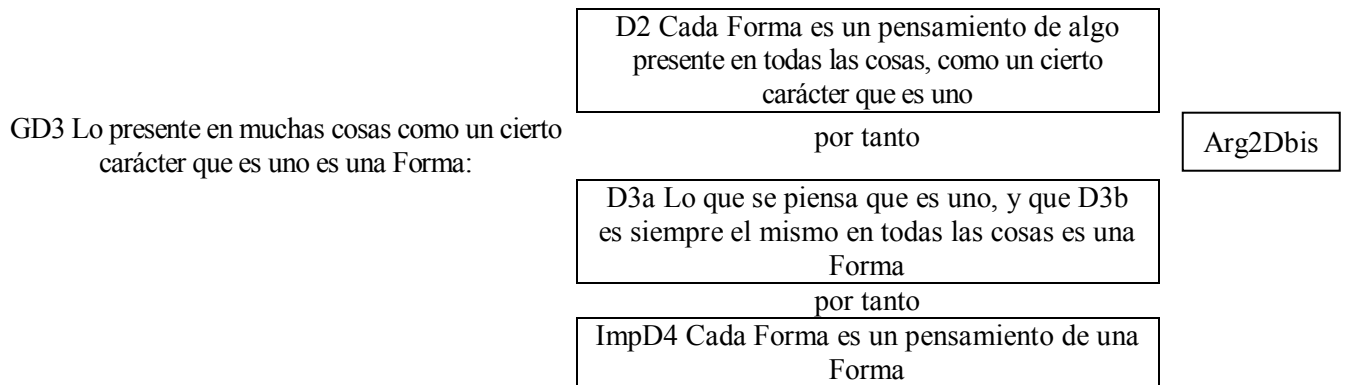 D2 Cada Forma es un pensamiento de algo
presente en todas las cosas, como un cierto
carácter que es uno
GD3 Lo presente en muchas cosas como un cierto
carácter que es uno es una Forma:
por tanto
Arg2Dbis
D3a Lo que se piensa que es uno, y que D3b
es siempre el mismo en todas las cosas es una
Forma
por tanto
ImpD4 Cada Forma es un pensamiento de una
Forma